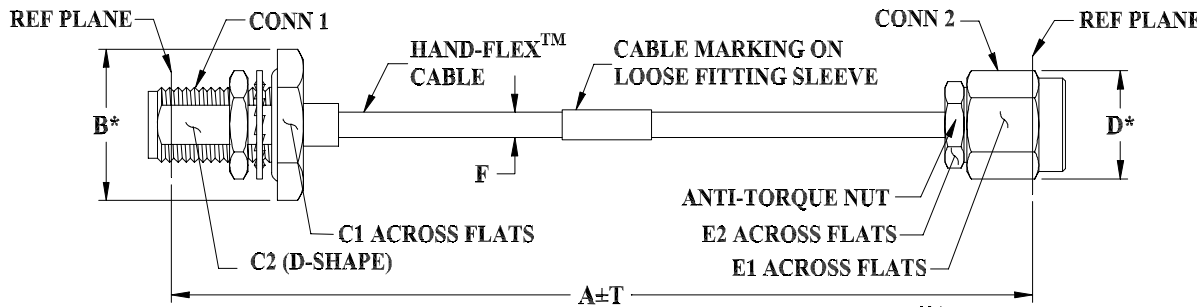 REF PLANE
CONN 1
HAND-FLEX™
CABLE
CABLE MARKING ON
LOOSE FITTING SLEEVE
CONN 2
REF PLANE
B*
F
D*
ANTI-TORQUE NUT
C1 ACROSS FLATS
E2 ACROSS FLATS
C2 (D-SHAPE)
E1 ACROSS FLATS
A±T